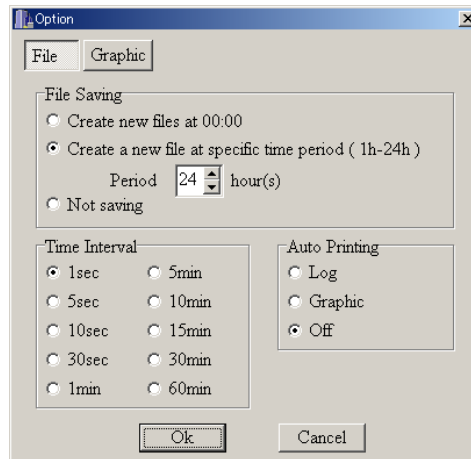 Option
File Graphic
File Saving
Create new files at 00:00
Create a new file at specific time period ( 1h-24h )
Period 24 hour(s)
Not saving
Time Interval
1sec 5min
5sec 10min
10sec 15min
30sec 30min
1min 60min
Auto Printing
Log
Graphic
Off
Ok Cancel